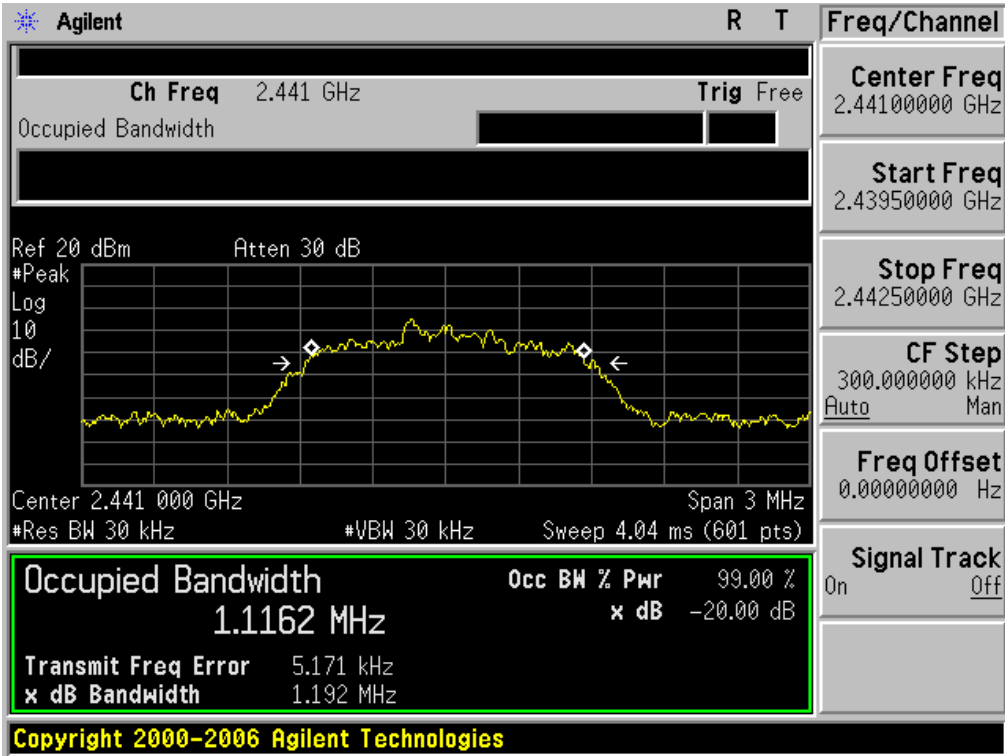 Agilent R T
Freq/Channel
Ch Freq 2.441 GHz Trig Free
Occupied Bandwidth
Center Freq
2.44100000 GHz
Start Freq
2.43950000 GHz
Stop Freq
2.44250000 GHz
CF Step
300.000000 kHz
Auto Man
Freq Offset
0.00000000 Hz
Signal Track
On Off
Ref 20 dBm Atten 30 dB
#Peak
Log
10
dB/
Center 2.441 000 GHz Span 3 MHz
#Res BW 30 kHz #VBW 30 kHz Sweep 4.04 ms (601 pts)
Occupied Bandwidth
1.1162 MHz
Occ BW % Pwr 99.00 %
x dB -20.00 dB
Transmit Freq Error 5.171 kHz
x dB Bandwidth 1.192 MHz
Copyright 2000-2006 Agilent Technologies